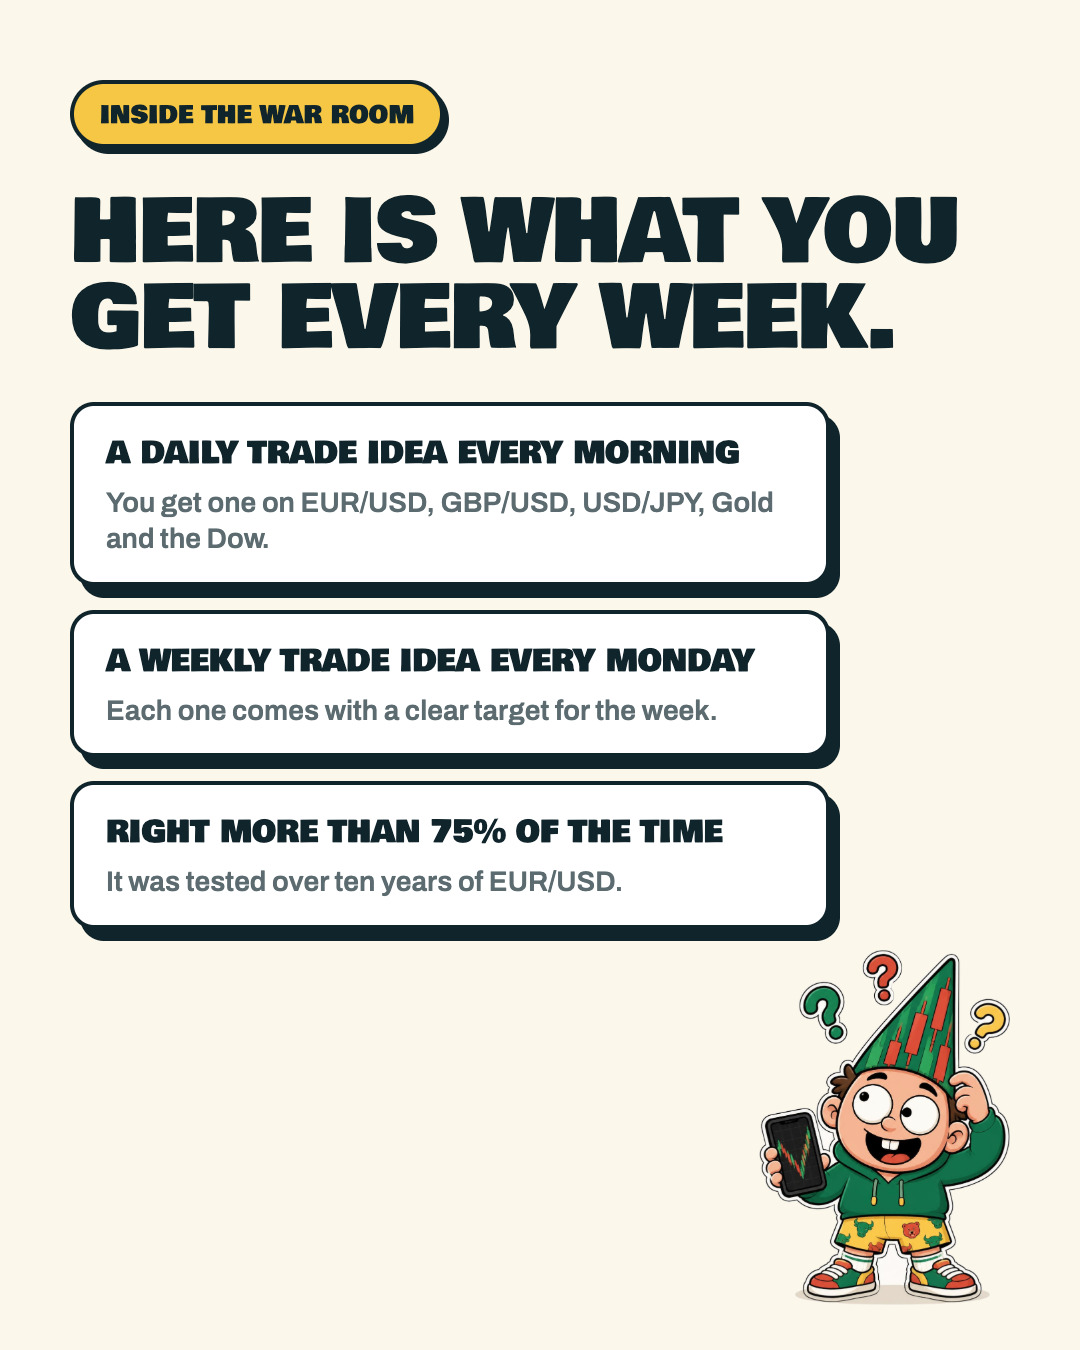 INSIDE THE WAR ROOM
HERE IS WHAT YOU
GET EVERY WEEK.
A DAILY TRADE IDEA EVERY MORNING
You get one on EUR/USD, GBP/USD, USD/JPY, Gold
and the Dow.
A WEEKLY TRADE IDEA EVERY MONDAY
Each one comes with a clear target for the week.
RIGHT MORE THAN 75% OF THE TIME
It was tested over ten years of EUR/USD.
? ? ?